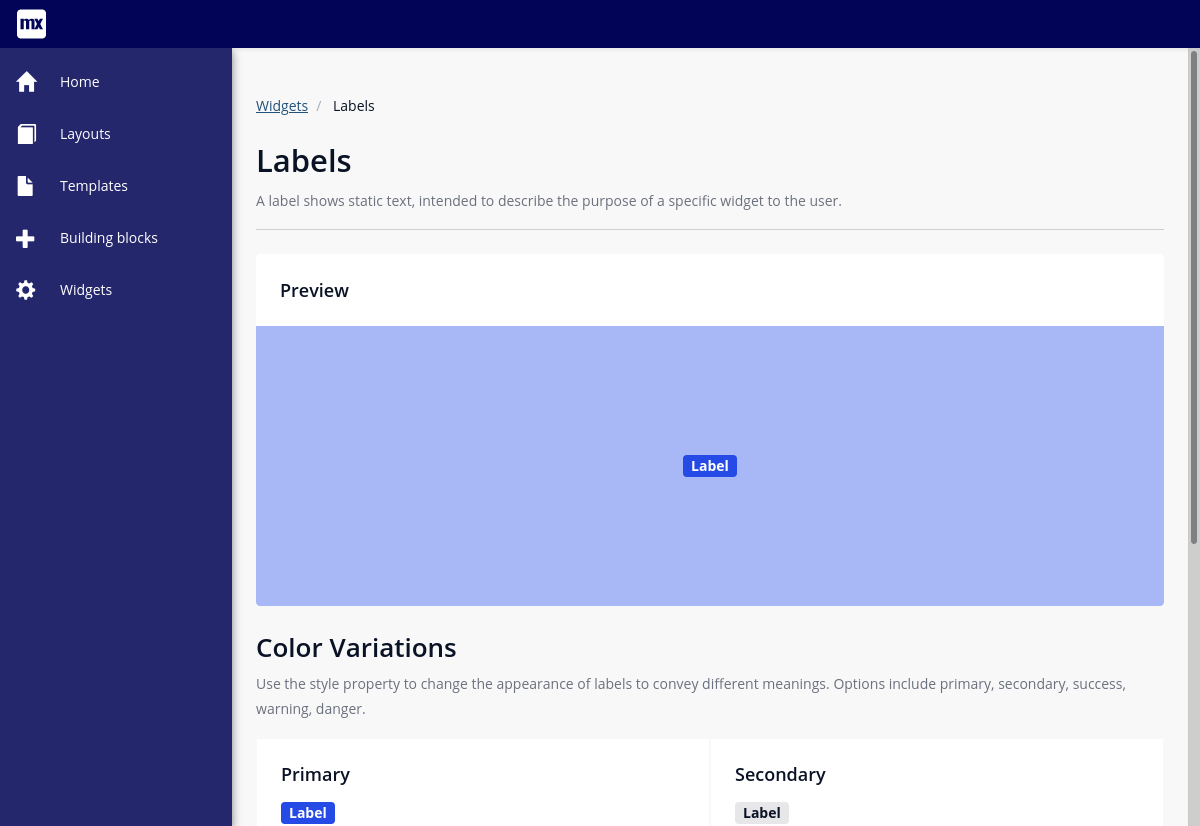 mx
Home
Layouts
Templates
Building blocks
Widgets
Widgets / Labels
Labels
A label shows static text, intended to describe the purpose of a specific widget to the user.
Preview
Label
Color Variations
Use the style property to change the appearance of labels to convey different meanings. Options include primary, secondary, success,
warning, danger.
Primary
Label
Secondary
Label